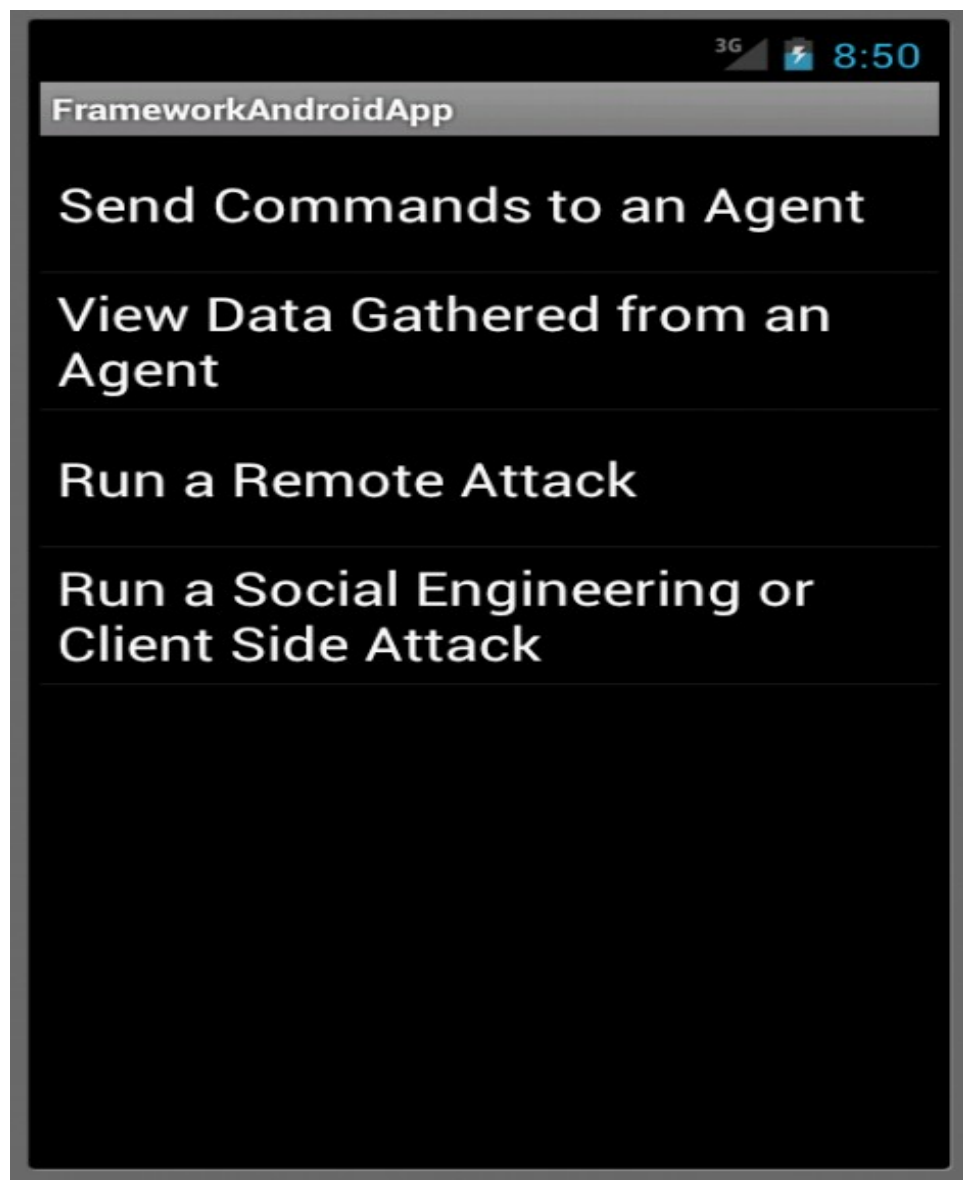 3G 8:50
FrameworkAndroidApp
Send Commands to an Agent
View Data Gathered from an
Agent
Run a Remote Attack
Run a Social Engineering or
Client Side Attack